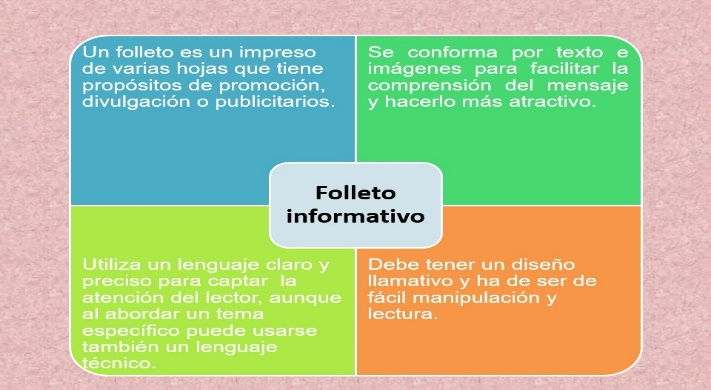 Un folleto es un impreso
de varias hojas que tiene
propósitos de promoción,
divulgación o publicitarios.
Se conforma por texto e
imágenes para facilitar la
comprensión del mensaje
y hacerlo más atractivo.
Folleto
informativo
Utiliza un lenguaje claro y
preciso para captar la
atención del lector, aunque
al abordar un tema
específico puede usarse
también un lenguaje
técnico.
Debe tener un diseño
llamativo y ha de ser de
fácil manipulación y
lectura.